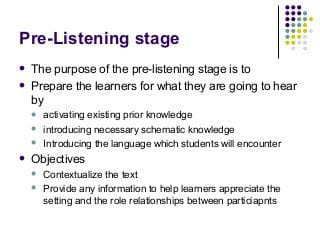 Pre-Listening stage
The purpose of the pre-listening stage is to
Prepare the learners for what they are going to hear
by
activating existing prior knowledge
introducing necessary schematic knowledge
Introducing the language which students will encounter
Objectives
Contextualize the text
Provide any information to help learners appreciate the
setting and the role relationships between particiapnts